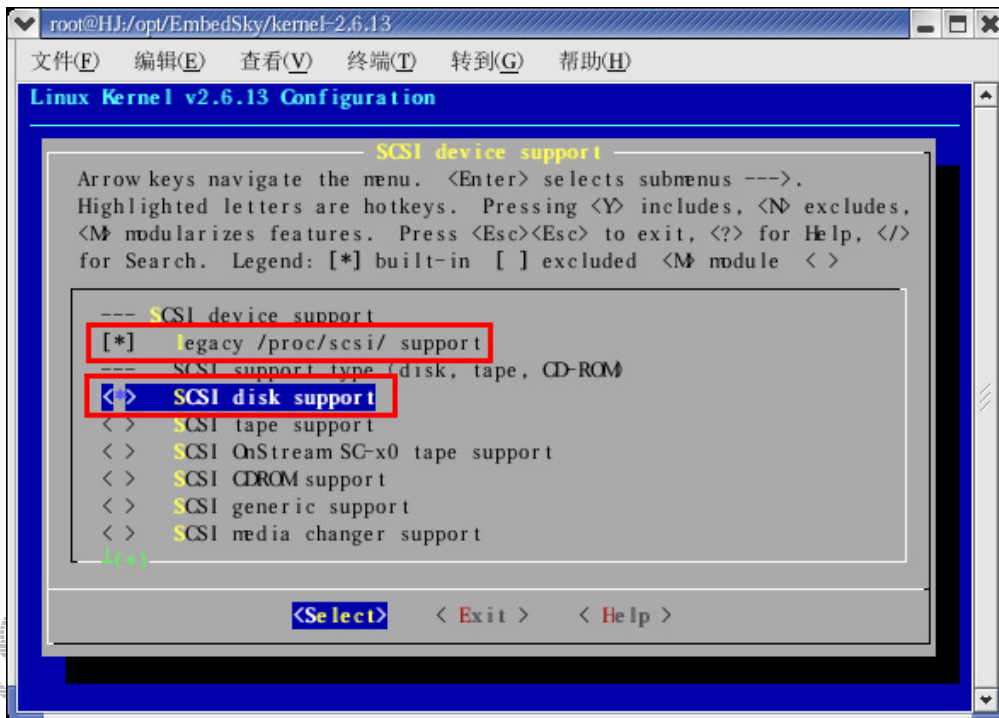 root@HJ:/opt/EmbedSky/kernel-2.6.13
文件(F) 编辑(E) 查看(V) 终端(T) 转到(G) 帮助(H)
Linux Kernel v2.6.13 Configuration
SCSI device support
Arrow keys navigate the menu. <Enter> selects submenus --->.
Highlighted letters are hotkeys. Pressing <Y> includes, <N> excludes,
<M> modularizes features. Press <Esc><Esc> to exit, <?> for Help, </>
for Search. Legend: [*] built-in [ ] excluded <M> module < >
--- SCSI device support
[*] legacy /proc/scsi/ support
--- SCSI support type (disk, tape, CD-ROM)
<*> SCSI disk support
< > SCSI tape support
< > SCSI OnStream SC-x0 tape support
< > SCSI CDROM support
< > SCSI generic support
< > SCSI media changer support
┴(+)
<Select> < Exit > < Help >